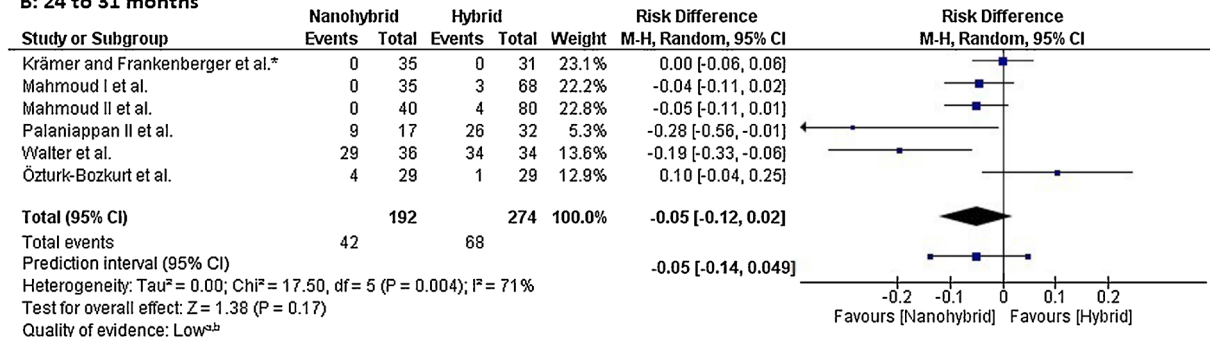 B: 24 to 31 months
Nanohybrid Hybrid Risk Difference Risk Difference
Study or Subgroup Events Total Events Total Weight M-H, Random, 95% CI M-H, Random, 95% CI
Krämer and Frankenberger et al.* 0 35 0 31 23.1% 0.00 [-0.06, 0.06]
Mahmoud I et al. 0 35 3 68 22.2% -0.04 [-0.11, 0.02]
Mahmoud II et al. 0 40 4 80 22.8% -0.05 [-0.11, 0.01]
Palaniappan II et al. 9 17 26 32 5.3% -0.28 [-0.56, -0.01]
Walter et al. 29 36 34 34 13.6% -0.19 [-0.33, -0.06]
Özturk-Bozkurt et al. 4 29 1 29 12.9% 0.10 [-0.04, 0.25]
Total (95% CI) 192 274 100.0% -0.05 [-0.12, 0.02]
Total events 42 68
Prediction interval (95% CI) -0.05 [-0.14, 0.049]
Heterogeneity: Tau² = 0.00; Chi² = 17.50, df = 5 (P = 0.004); I² = 71%
Test for overall effect: Z = 1.38 (P = 0.17)
Quality of evidence: Lowᵃ,ᵇ
-0.2 -0.1 0 0.1 0.2
Favours [Nanohybrid] Favours [Hybrid]